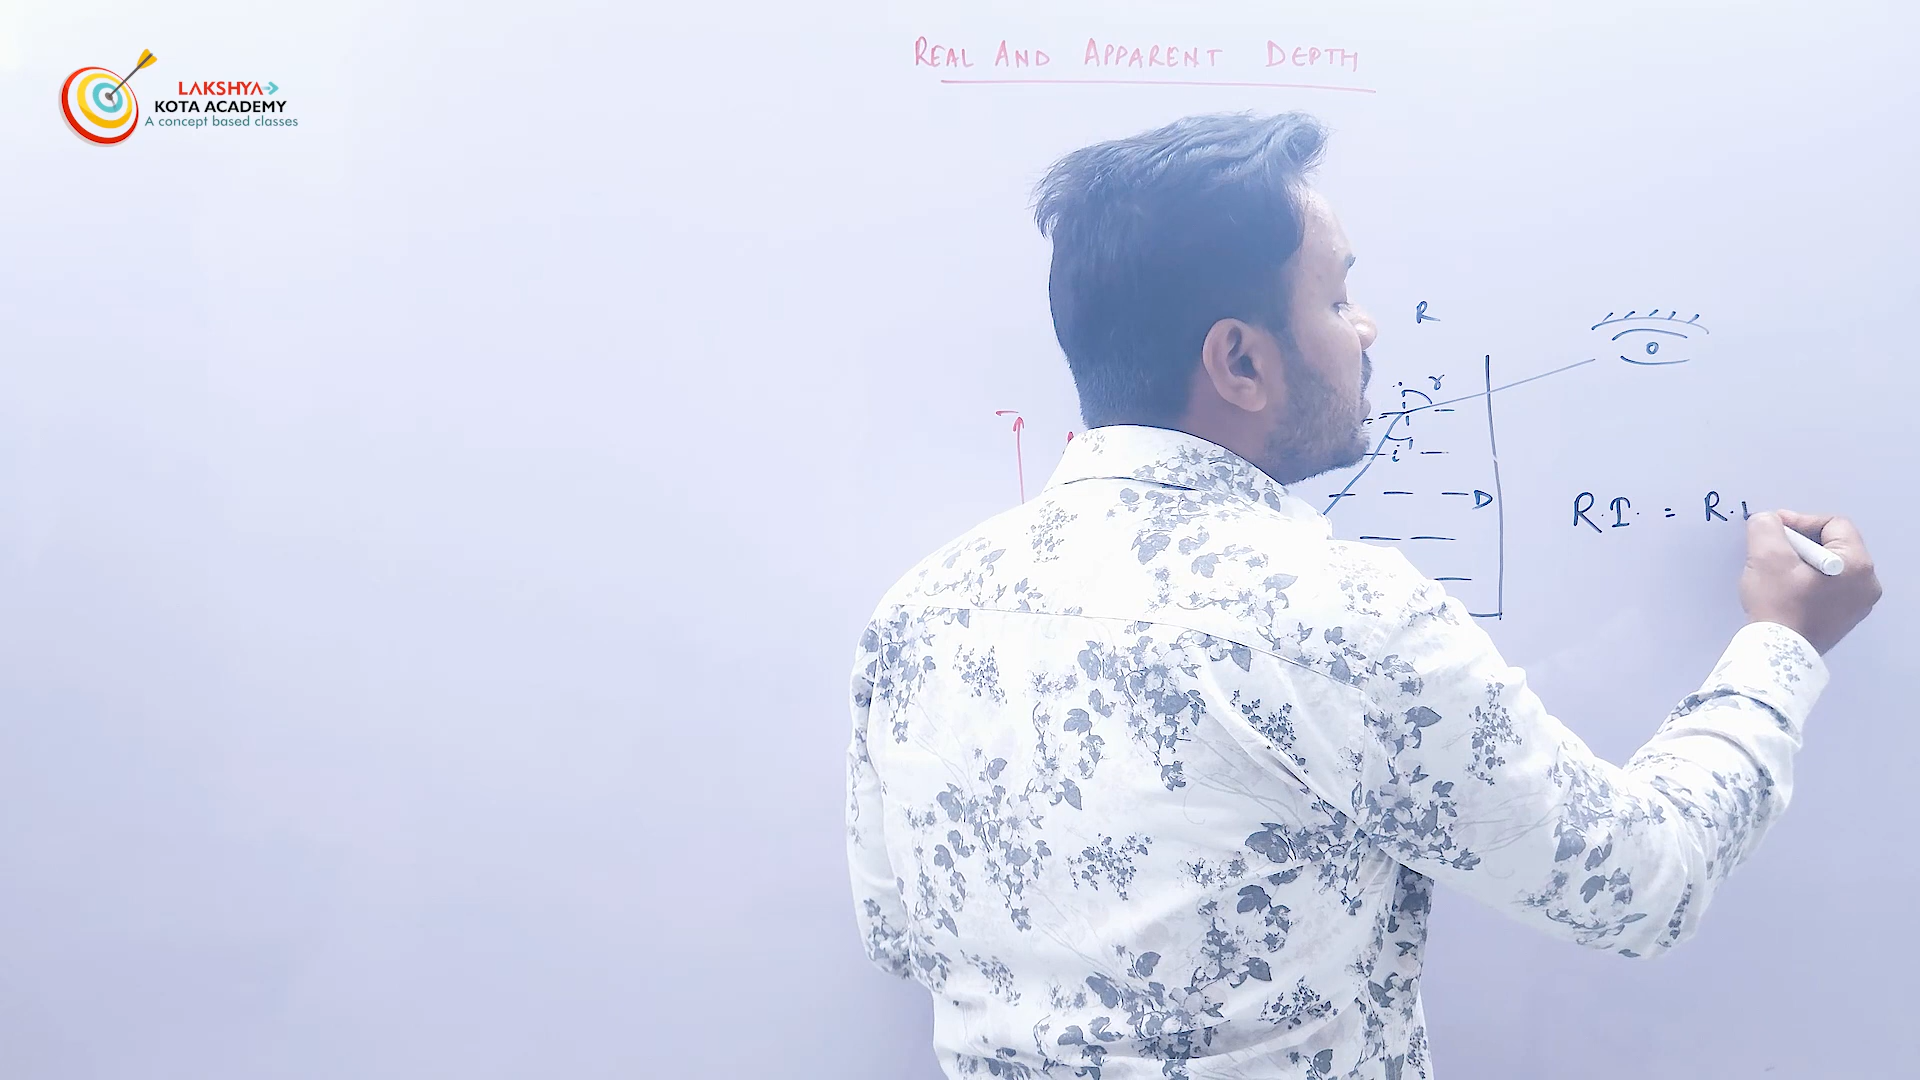 LAKSHYA
KOTA ACADEMY
A concept based classes
REAL AND APPARENT DEPTH
R
r
i
D
R.I. = R.